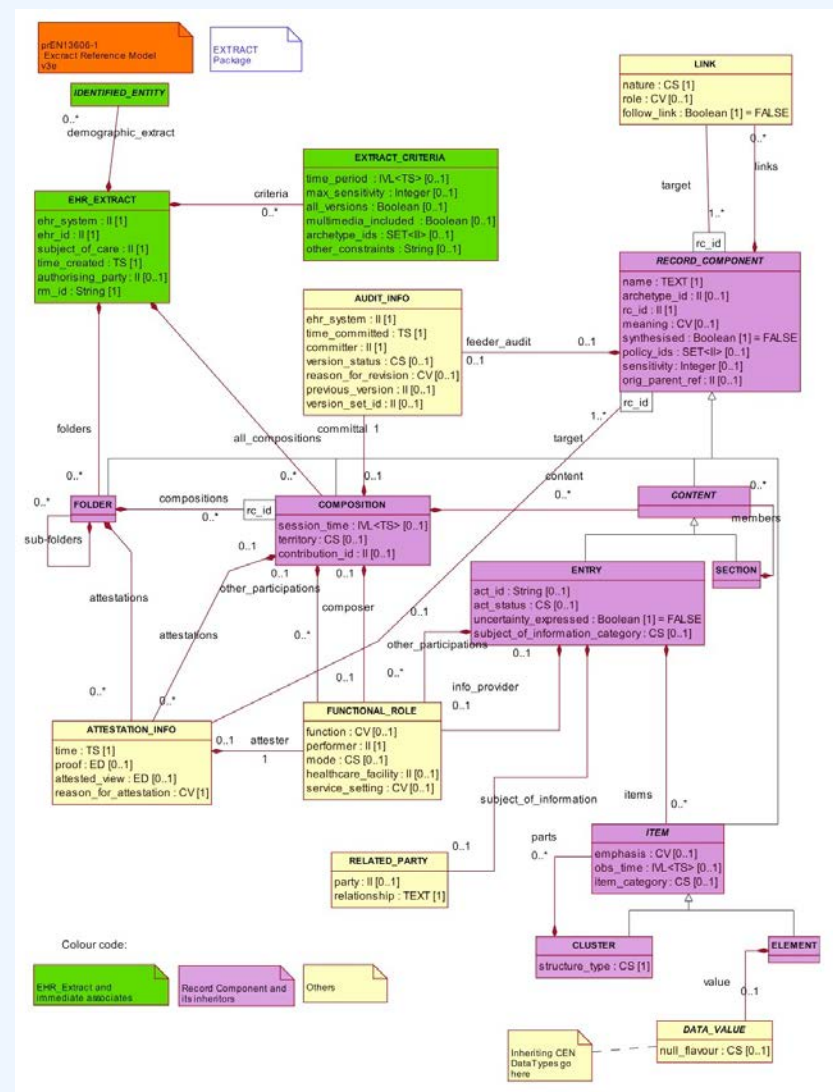 prEN13606-1
Excract Reference Model
v3e
EXTRACT
Package
IDENTIFIED_ENTITY
0..*
demographic_extract
EXTRACT_CRITERIA
time_period : IVL<TS> [0..1]
max_sensitivity : Integer [0..1]
all_versions : Boolean [0..1]
multimedia_included : Boolean [0..1]
archetype_ids : SET<II> [0..1]
other_constraints : String [0..1]
criteria
0..*
EHR_EXTRACT
ehr_system : II [1]
ehr_id : II [1]
subject_of_care : II [1]
time_created : TS [1]
authorising_party : II [0..1]
rm_id : String [1]
LINK
nature : CS [1]
role : CV [0..1]
follow_link : Boolean [1] = FALSE
0..*
links
target
1..*
rc_id
RECORD_COMPONENT
name : TEXT [1]
archetype_id : II [0..1]
rc_id : II [1]
meaning : CV [0..1]
synthesised : Boolean [1] = FALSE
policy_ids : SET<II> [0..1]
sensitivity : Integer [0..1]
orig_parent_ref : II [0..1]
rc_id
1..*
target
AUDIT_INFO
ehr_system : II [1]
time_committed : TS [1]
committer : II [1]
version_status : CS [0..1]
reason_for_revision : CV [0..1]
previous_version : II [0..1]
version_set_id : II [0..1]
feeder_audit
0..1
0..1
folders
all_compositions
committal 1
0..*
0..*
0..1
content
0..*
0..*
0..*
FOLDER
sub-folders
compositions
0..*
rc_id
COMPOSITION
session_time : IVL<TS> [0..1]
territory : CS [0..1]
contribution_id : II [0..1]
CONTENT
members
SECTION
ENTRY
act_id : String [0..1]
act_status : CS [0..1]
uncertainty_expressed : Boolean [1] = FALSE
subject_of_information_category : CS [0..1]
0..1
other_participations
0..1
0..1
composer
attestations
attestations
0..*
0..1
0..1
other_participations
0..*
0..1
info_provider
0..1
0..*
0..*
ATTESTATION_INFO
time : TS [1]
proof : ED [0..1]
attested_view : ED [0..1]
reason_for_attestation : CV [1]
0..1
attester
1
FUNCTIONAL_ROLE
function : CV [0..1]
performer : II [1]
mode : CS [0..1]
healthcare_facility : II [0..1]
service_setting : CV [0..1]
subject_of_information
items
0..*
0..1
RELATED_PARTY
party : II [0..1]
relationship : TEXT [1]
parts
0..*
ITEM
emphasis : CV [0..1]
obs_time : IVL<TS> [0..1]
item_category : CS [0..1]
CLUSTER
structure_type : CS [1]
ELEMENT
value
0..1
DATA_VALUE
null_flavour : CS [0..1]
Inheriting CEN
DataTypes go
here
Colour code:
EHR_Extract and
immediate associates
Record Component and
its inheritors
Others